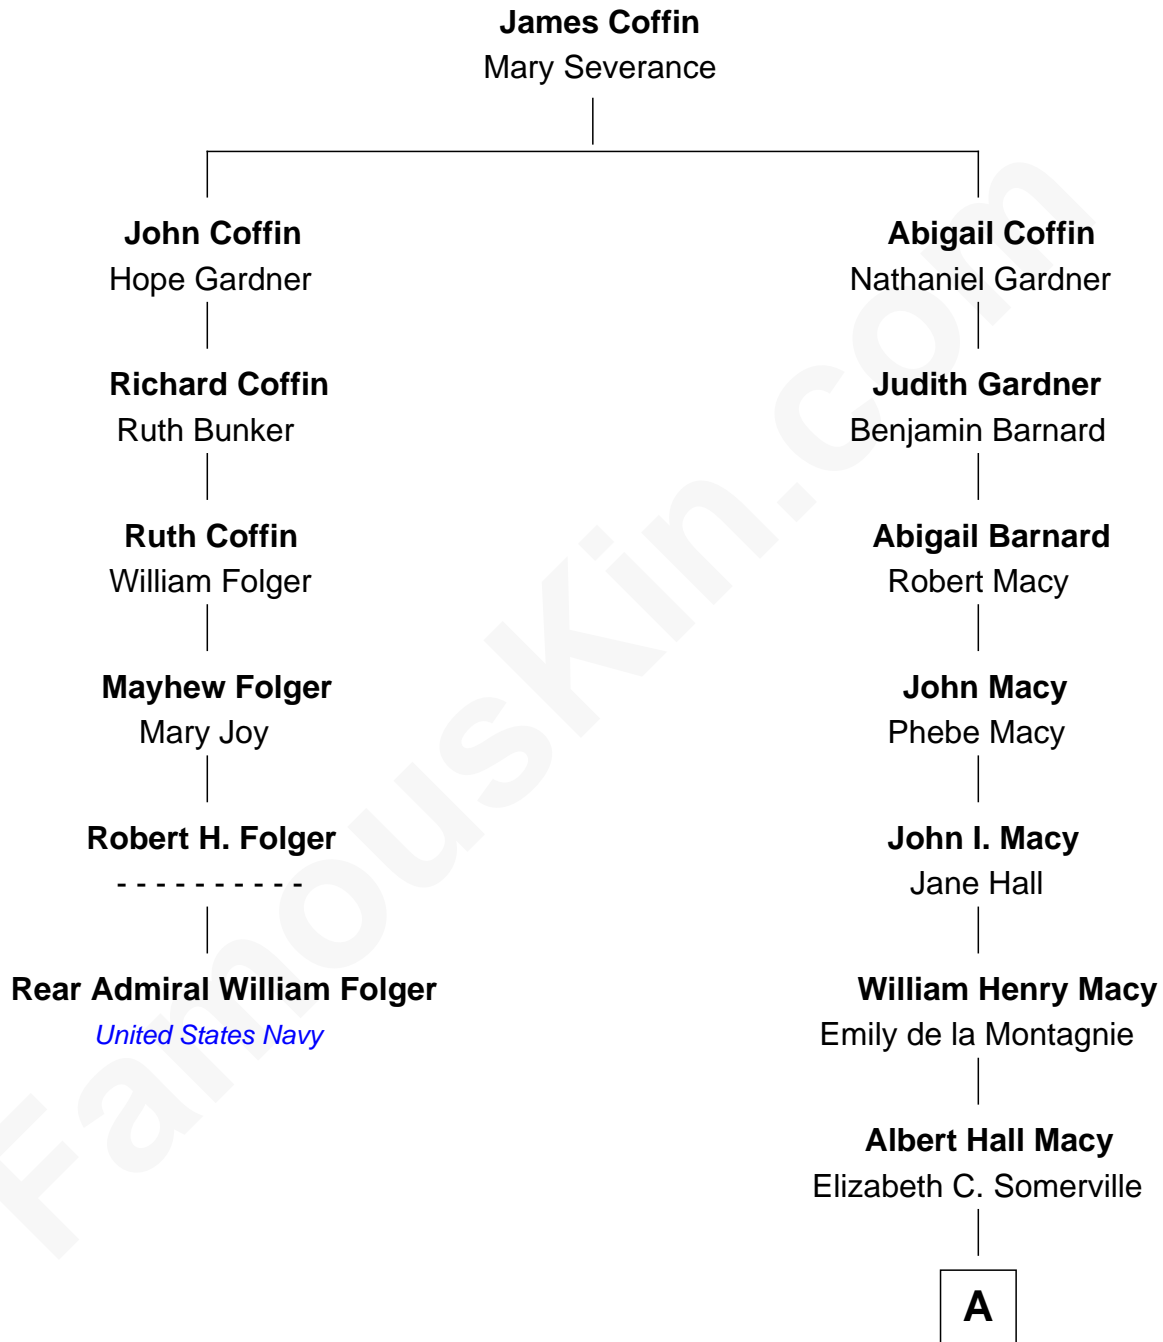 James Coffin
Mary Severance
John Coffin
Hope Gardner
Richard Coffin
Ruth Bunker
Ruth Coffin
William Folger
Mayhew Folger
Mary Joy
Robert H. Folger
- - - - - - - - - -
Rear Admiral William Folger
United States Navy
Abigail Coffin
Nathaniel Gardner
Judith Gardner
Benjamin Barnard
Abigail Barnard
Robert Macy
John Macy
Phebe Macy
John I. Macy
Jane Hall
William Henry Macy
Emily de la Montagnie
Albert Hall Macy
Elizabeth C. Somerville
A
FamousKin.com